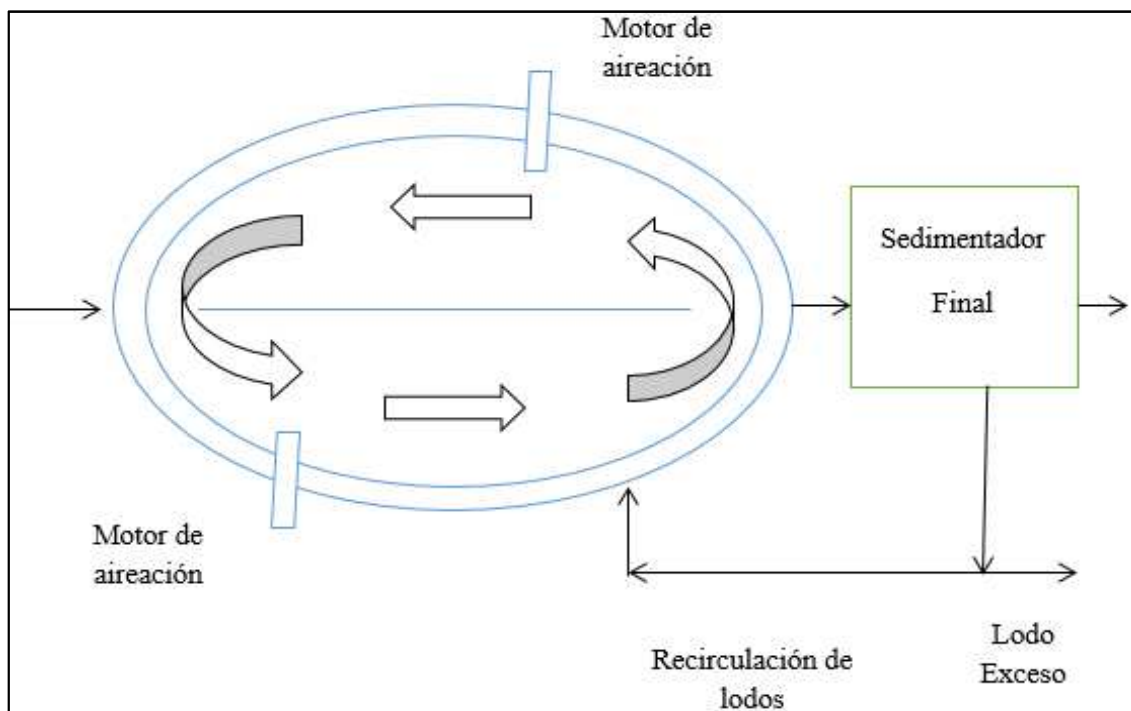 Motor de
aireación
Sedimentador
Final
Motor de
aireación
Recirculación de
lodos
Lodo
Exceso